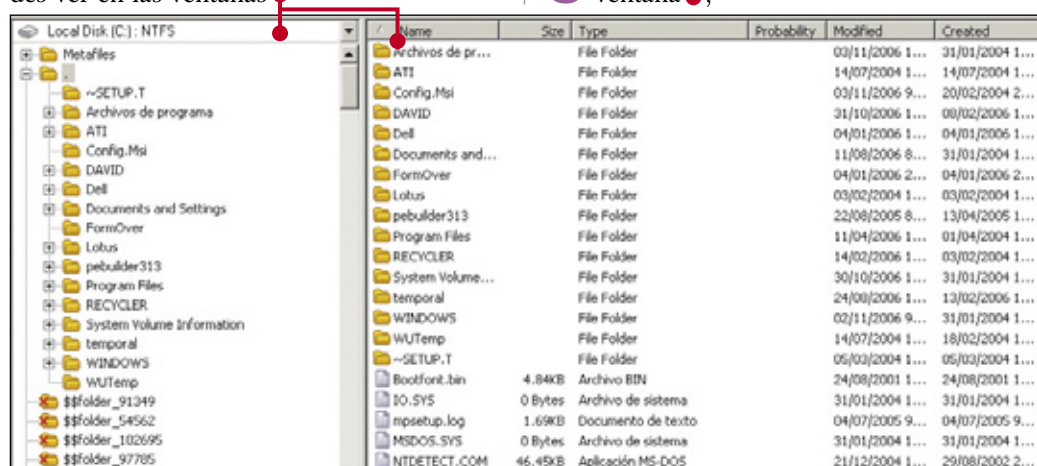 des ver en las ventanas
ventana ,
Local Disk (C:) : NTFS
Metafiles
.
~SETUP.T
Archivos de programa
ATI
Config.Msi
DAVID
Dell
Documents and Settings
FormOver
Lotus
pebuilder313
Program Files
RECYCLER
System Volume Information
temporal
WINDOWS
WUTemp
$$folder_91349
$$folder_54562
$$folder_102695
$$folder_97785
Name Size Type Probability Modified Created
Archivos de pr... File Folder 03/11/2006 1... 31/01/2004 1...
ATI File Folder 14/07/2004 1... 14/07/2004 1...
Config.Msi File Folder 03/11/2006 9... 20/02/2004 2...
DAVID File Folder 31/10/2006 1... 08/02/2006 1...
Dell File Folder 04/01/2006 1... 04/01/2006 1...
Documents and... File Folder 11/08/2006 8... 31/01/2004 1...
FormOver File Folder 04/01/2006 2... 04/01/2006 2...
Lotus File Folder 03/02/2004 1... 03/02/2004 1...
pebuilder313 File Folder 22/08/2005 8... 13/04/2005 1...
Program Files File Folder 11/04/2006 1... 01/04/2004 1...
RECYCLER File Folder 14/02/2006 1... 03/02/2004 1...
System Volume... File Folder 30/10/2006 1... 31/01/2004 1...
temporal File Folder 24/08/2006 1... 13/02/2006 1...
WINDOWS File Folder 02/11/2006 9... 31/01/2004 1...
WUTemp File Folder 14/07/2004 1... 18/02/2004 1...
~SETUP.T File Folder 05/03/2004 1... 05/03/2004 1...
Bootfont.bin 4.84KB Archivo BIN 24/08/2001 1... 24/08/2001 1...
IO.SYS 0 Bytes Archivo de sistema 31/01/2004 1... 31/01/2004 1...
mpsetup.log 1.69KB Documento de texto 04/07/2005 9... 04/07/2005 9...
MSDOS.SYS 0 Bytes Archivo de sistema 31/01/2004 1... 31/01/2004 1...
NTDETECT.COM 46.45KB Aplicación MS-DOS 21/12/2004 1... 29/08/2002 2...